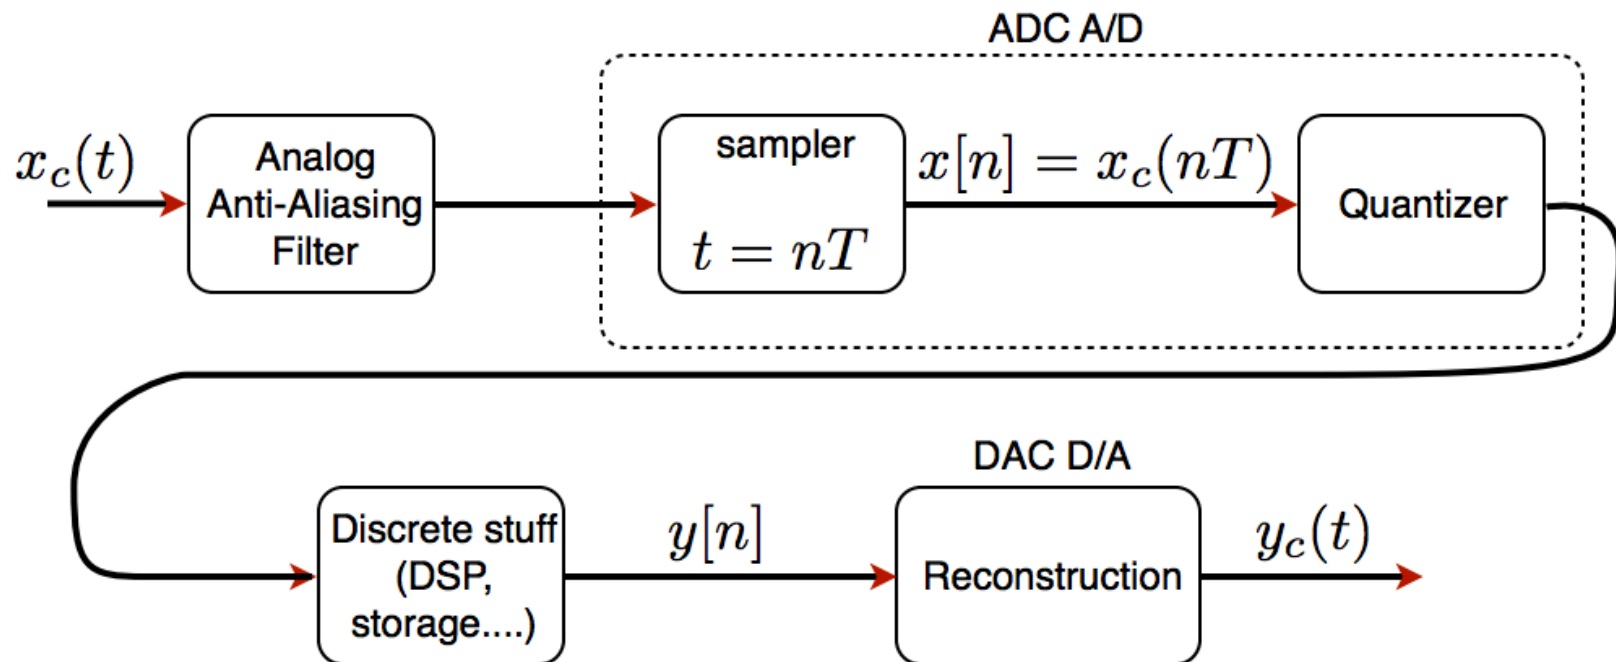 ADC A/D
x_c(t)
Analog
Anti-Aliasing
Filter
sampler
t = nT
x[n] = x_c(nT)
Quantizer
DAC D/A
Discrete stuff
(DSP,
storage....)
y[n]
Reconstruction
y_c(t)